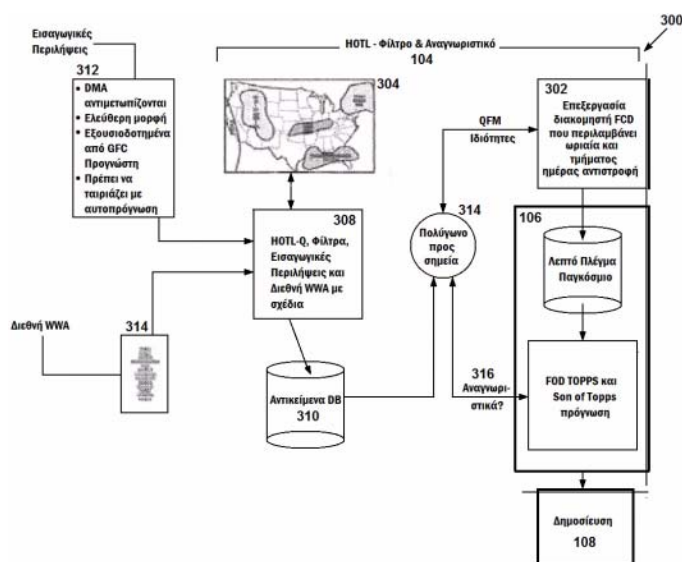 300
HOTL - Φίλτρο & Αναγνωριστικό
104
Εισαγωγικές
Περιλήψεις
312
• DMA
αντιμετωπίζονται
• Ελεύθερη μορφή
• Εξουσιοδοτημένα
από GFC
Προγνώστη
• Πρέπει να
ταιριάζει με
αυτοπρόγνωση
304
QFM
Ιδιότητες
302
Επεξεργασία
διακομηστή FCD
που περιλαμβάνει
ωριαία και
τμήματος
ημέρας αντιστροφή
308
HOTL-Q, Φίλτρα,
Εισαγωγικές
Περιλήψεις και
Διεθνή WWA με
σχέδια
314
Πολύγωνο
προς
σημεία
106
Λεπτό Πλέγμα
Παγκόσμιο
Διεθνή WWA
314
Αντικείμενα DB
310
316
Αναγνωρι-
στικά?
FOD TOPPS και
Son of Topps
πρόγνωση
Δημοσίευση
108